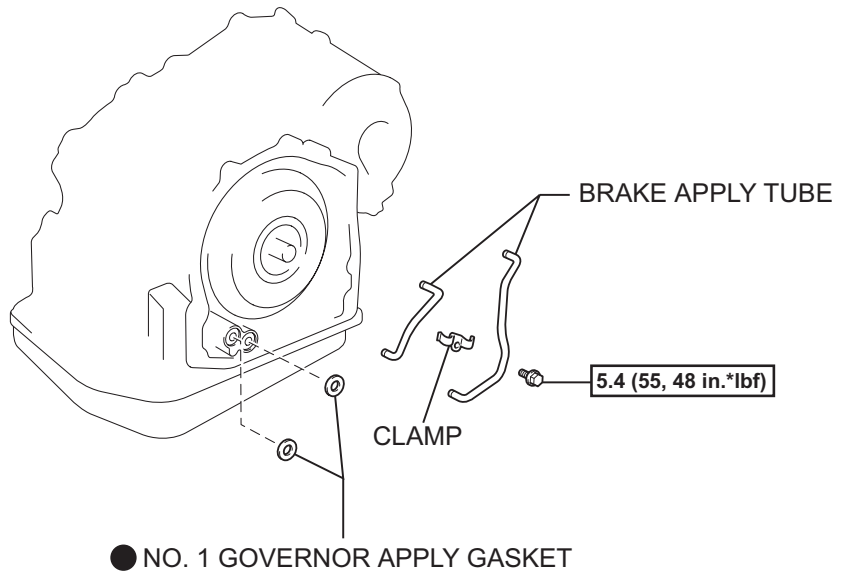 BRAKE APPLY TUBE
5.4 (55, 48 in.*lbf)
CLAMP
NO. 1 GOVERNOR APPLY GASKET